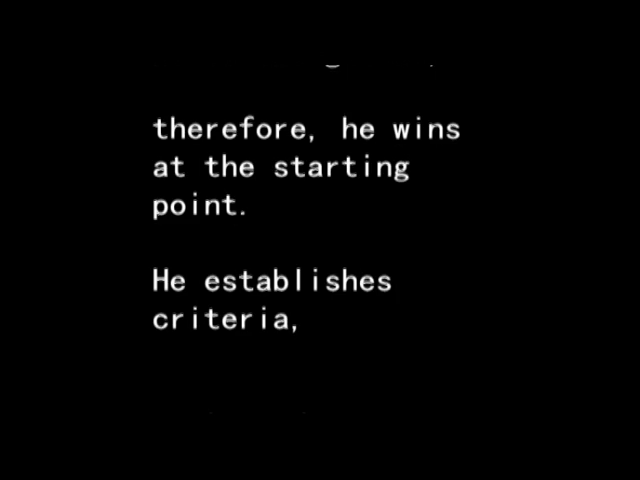 therefore, he wins
at the starting
point.
He establishes
criteria,